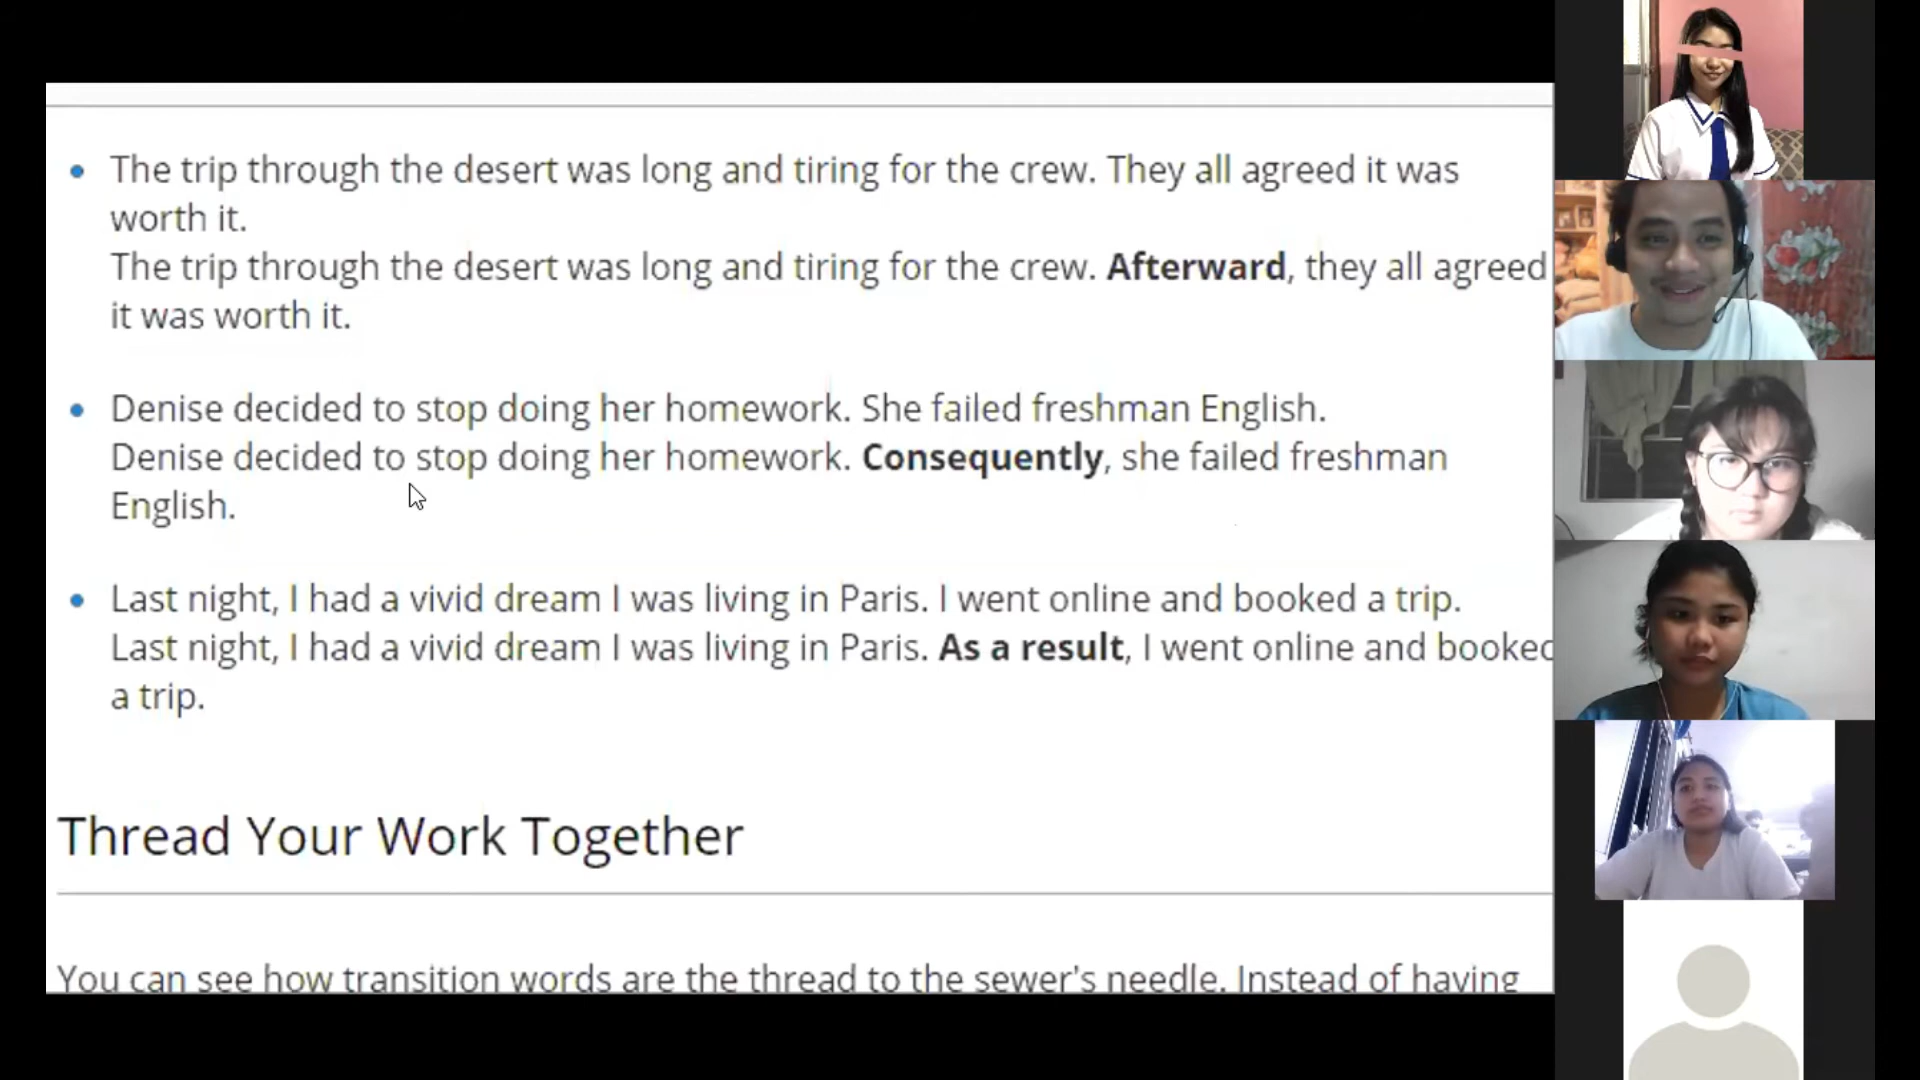 The trip through the desert was long and tiring for the crew. They all agreed it was
worth it.
The trip through the desert was long and tiring for the crew. Afterward, they all agreed
it was worth it.
Denise decided to stop doing her homework. She failed freshman English.
Denise decided to stop doing her homework. Consequently, she failed freshman
English.
Last night, I had a vivid dream I was living in Paris. I went online and booked a trip.
Last night, I had a vivid dream I was living in Paris. As a result, I went online and booked
a trip.
Thread Your Work Together
You can see how transition words are the thread to the sewer's needle. Instead of having